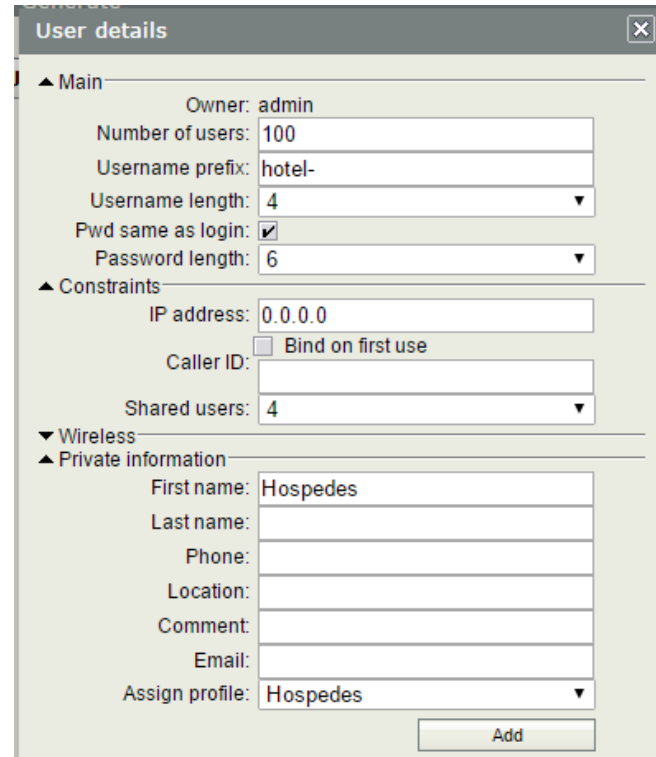 Generate
User details
Main
Owner: admin
Number of users: 100
Username prefix: hotel-
Username length: 4
Pwd same as login:
Password length: 6
Constraints
IP address: 0.0.0.0
Bind on first use
Caller ID:
Shared users: 4
Wireless
Private information
First name: Hospedes
Last name:
Phone:
Location:
Comment:
Email:
Assign profile: Hospedes
Add